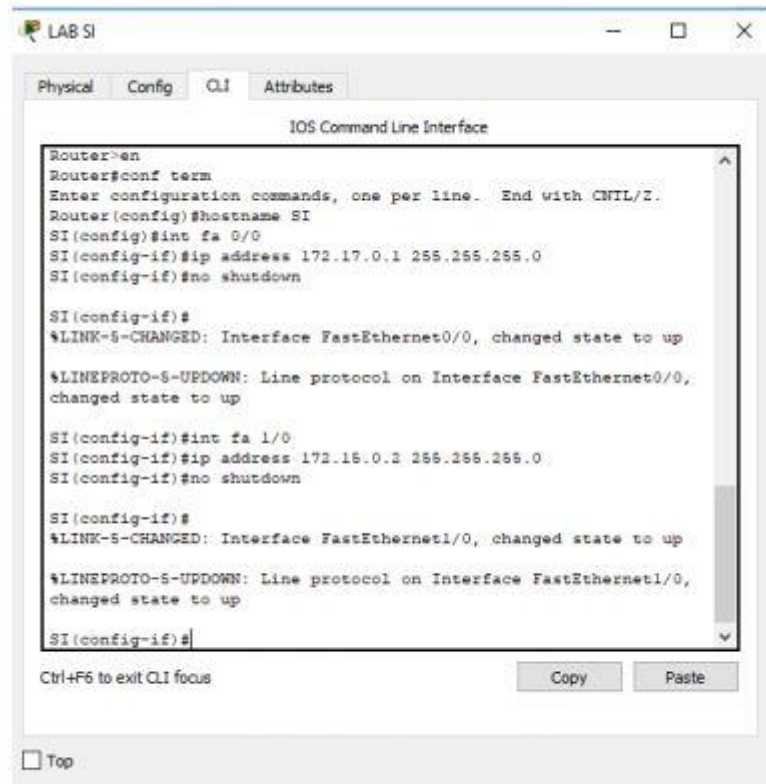 LAB SI
Physical Config CLI Attributes
IOS Command Line Interface
Router>en
Router#conf term
Enter configuration commands, one per line. End with CNTL/Z.
Router(config)#hostname SI
SI(config)#int fa 0/0
SI(config-if)#ip address 172.17.0.1 255.255.255.0
SI(config-if)#no shutdown
SI(config-if)#
%LINK-5-CHANGED: Interface FastEthernet0/0, changed state to up
%LINEPROTO-5-UPDOWN: Line protocol on Interface FastEthernet0/0,
changed state to up
SI(config-if)#int fa 1/0
SI(config-if)#ip address 172.15.0.2 255.255.255.0
SI(config-if)#no shutdown
SI(config-if)#
%LINK-5-CHANGED: Interface FastEthernet1/0, changed state to up
%LINEPROTO-5-UPDOWN: Line protocol on Interface FastEthernet1/0,
changed state to up
SI(config-if)#
Ctrl+F6 to exit CLI focus
Copy Paste
Top